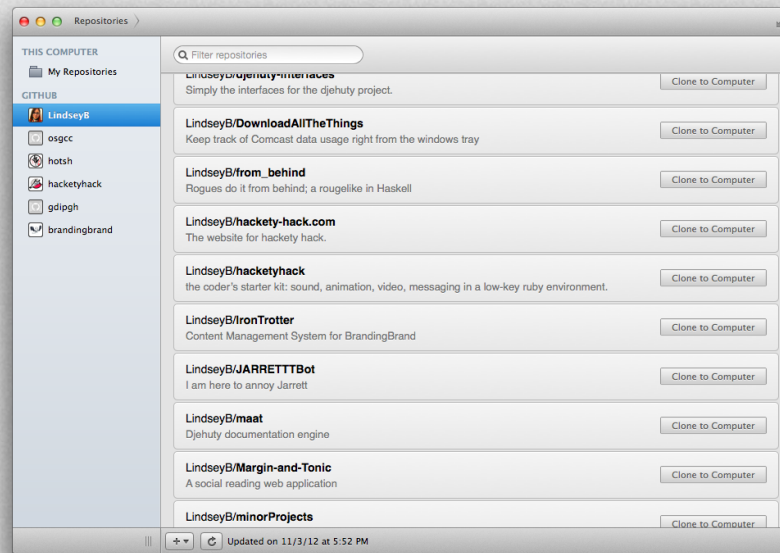 Repositories
THIS COMPUTER
My Repositories
GITHUB
LindseyB
osgcc
hotsh
hacketyhack
gdipgh
brandingbrand
Filter repositories
LindseyB/djehuty-interfaces
Simply the interfaces for the djehuty project.
Clone to Computer
LindseyB/DownloadAllTheThings
Keep track of Comcast data usage right from the windows tray
Clone to Computer
LindseyB/from_behind
Rogues do it from behind; a rougelike in Haskell
Clone to Computer
LindseyB/hackety-hack.com
The website for hackety hack.
Clone to Computer
LindseyB/hacketyhack
the coder's starter kit: sound, animation, video, messaging in a low-key ruby environment.
Clone to Computer
LindseyB/IronTrotter
Content Management System for BrandingBrand
Clone to Computer
LindseyB/JARRETTTBot
I am here to annoy Jarrett
Clone to Computer
LindseyB/maat
Djehuty documentation engine
Clone to Computer
LindseyB/Margin-and-Tonic
A social reading web application
Clone to Computer
LindseyB/minorProjects
Clone to Computer
Updated on 11/3/12 at 5:52 PM